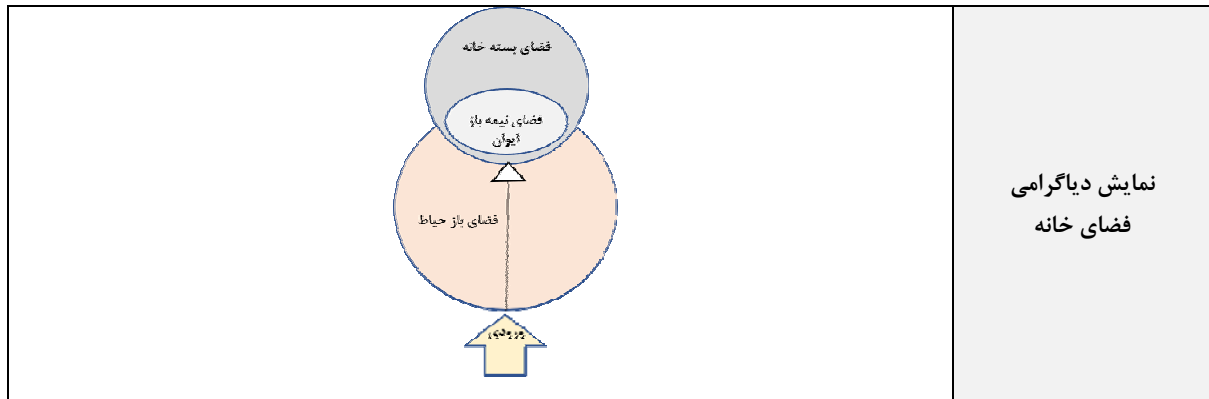 نمایش دیاگرامی
فضای خانه
فضای بسته خانه
فضای نیمه باز
ایوان
فضای باز حیاط
ورودی